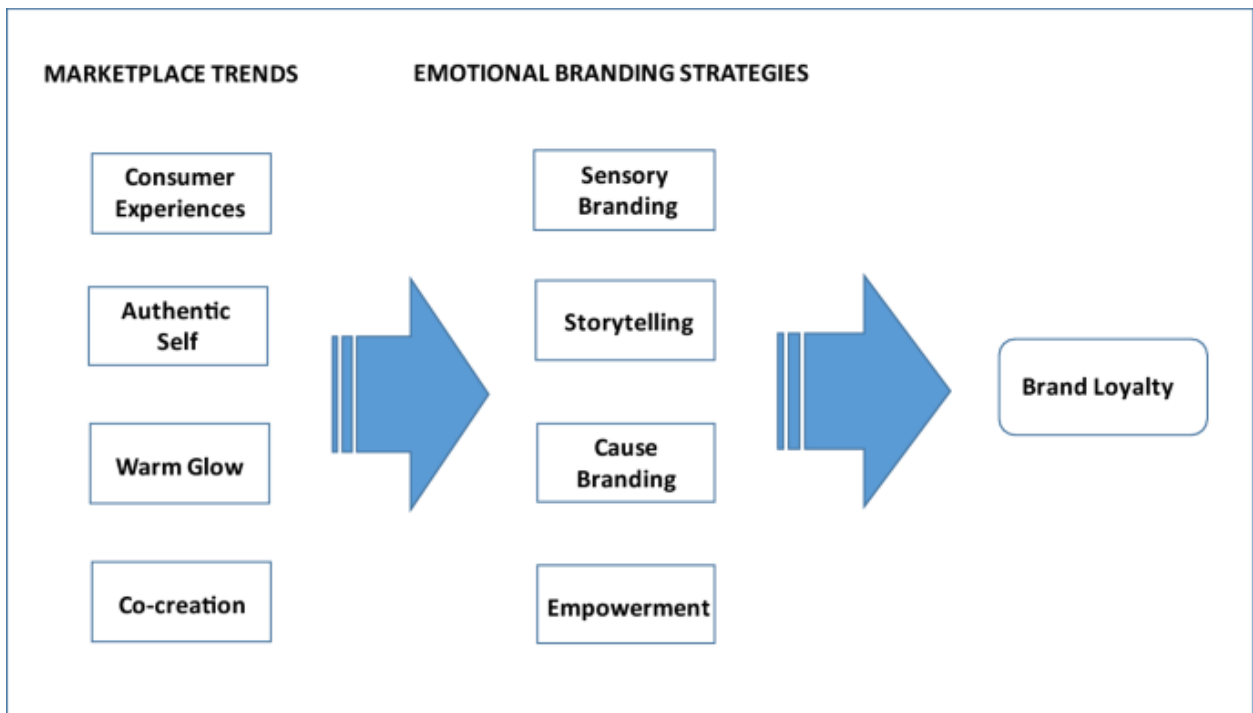 MARKETPLACE TRENDS
EMOTIONAL BRANDING STRATEGIES
Consumer
Experiences
Authentic
Self
Warm Glow
Co-creation
Sensory
Branding
Storytelling
Cause
Branding
Empowerment
Brand Loyalty